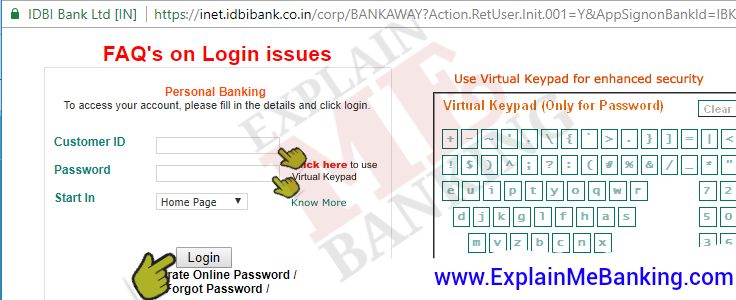 IDBI Bank Ltd [IN] https://inet.idbibank.co.in/corp/BANKAWAY?Action.RetUser.Init.001=Y&AppSignonBankId=IBK
FAQ's on Login issues
Personal Banking
To access your account, please fill in the details and click login.
Customer ID
Password
Click here to use
Virtual Keypad
Start In
Home Page
Know More
Login
rate Online Password /
Forgot Password /
Use Virtual Keypad for enhanced security
Virtual Keypad (Only for Password)
Clear
+ - ~ . \ { ` > . } ] = | <
! $ ) ^ ; ? : ( # % & / _ * "
e u i p t y o q w r 7 2
d j k g l f h a s 5 0
m v z b c n x 3 6
EXPLAIN
ME
BANKING
www.ExplainMeBanking.com